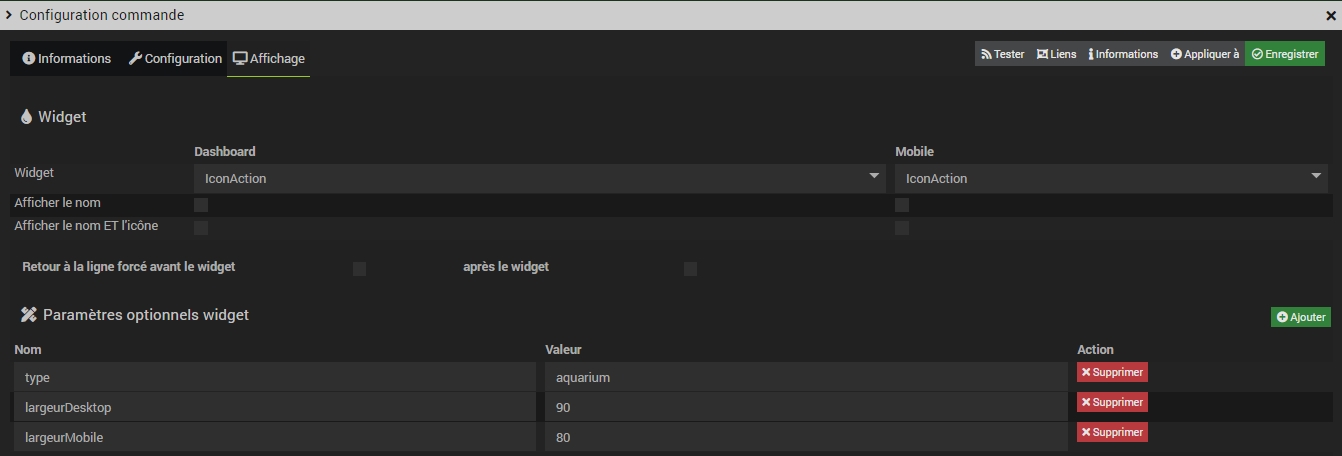 Configuration commande
Informations Configuration Affichage Tester Liens Informations Appliquer à Enregistrer
Widget
Dashboard Mobile
Widget IconAction IconAction
Afficher le nom
Afficher le nom ET l'icône
Retour à la ligne forcé avant le widget après le widget
Paramètres optionnels widget Ajouter
Nom Valeur Action
type aquarium Supprimer
largeurDesktop 90 Supprimer
largeurMobile 80 Supprimer